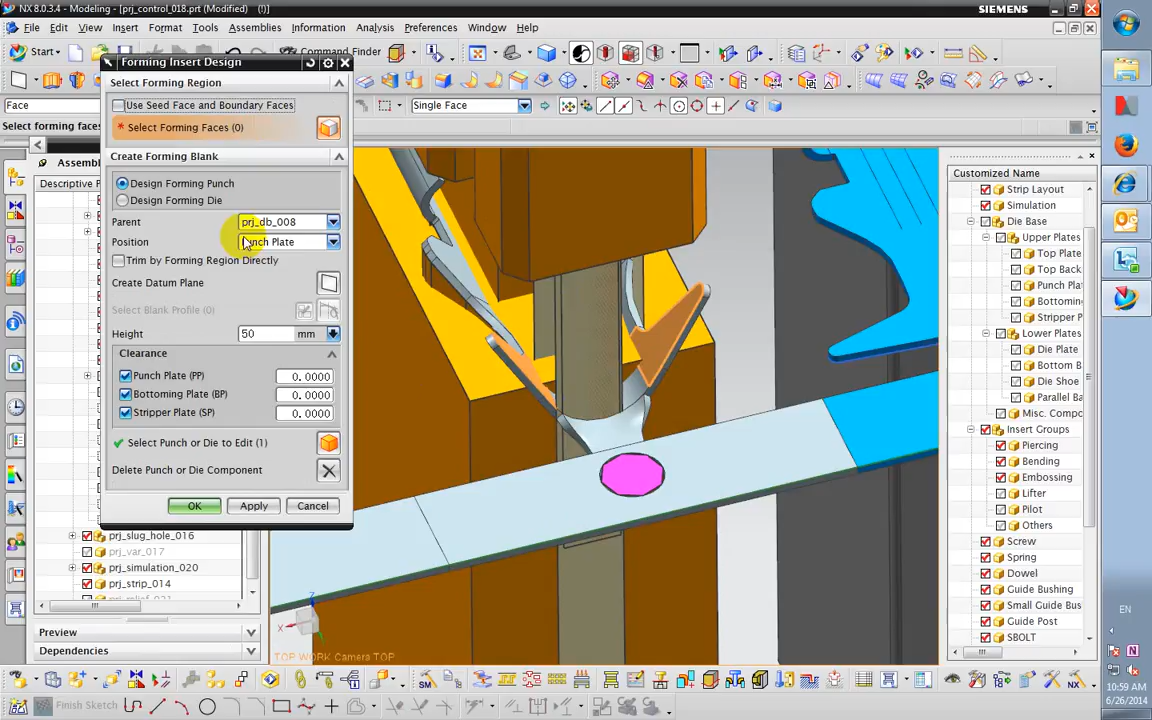 NX 8.0.3.4 - Modeling - [prj_control_018.prt (Modified) (!)]
SIEMENS
File Edit View Insert Format Tools Assemblies Information Analysis Preferences Window Help
Start
Command Finder
Forming Insert Design
Face
Single Face
Select forming faces
Select Forming Region
Use Seed Face and Boundary Faces
* Select Forming Faces (0)
Create Forming Blank
Design Forming Punch
Design Forming Die
Parent prj_db_008
Position Punch Plate
Trim by Forming Region Directly
Create Datum Plane
Select Blank Profile (0)
Height 50 mm
Clearance
Punch Plate (PP) 0.0000
Bottoming Plate (BP) 0.0000
Stripper Plate (SP) 0.0000
Select Punch or Die to Edit (1)
Delete Punch or Die Component
OK Apply Cancel
Assemb
Descriptive P
prj_slug_hole_016
prj_var_017
prj_simulation_020
prj_strip_014
Preview
Dependencies
Z
X
TOP WORK Camera TOP
Customized Name
Strip Layout
Simulation
Die Base
Upper Plates
Top Plate
Top Back
Punch Pla
Bottoming
Stripper P
Lower Plates
Die Plate
Bottom B
Die Shoe
Parallel Ba
Misc. Compo
Insert Groups
Piercing
Bending
Embossing
Lifter
Pilot
Others
Screw
Spring
Dowel
Guide Bushing
Small Guide Bus
Guide Post
SBOLT
Finish Sketch
SM
NX
EN
10:59 AM
6/26/2014